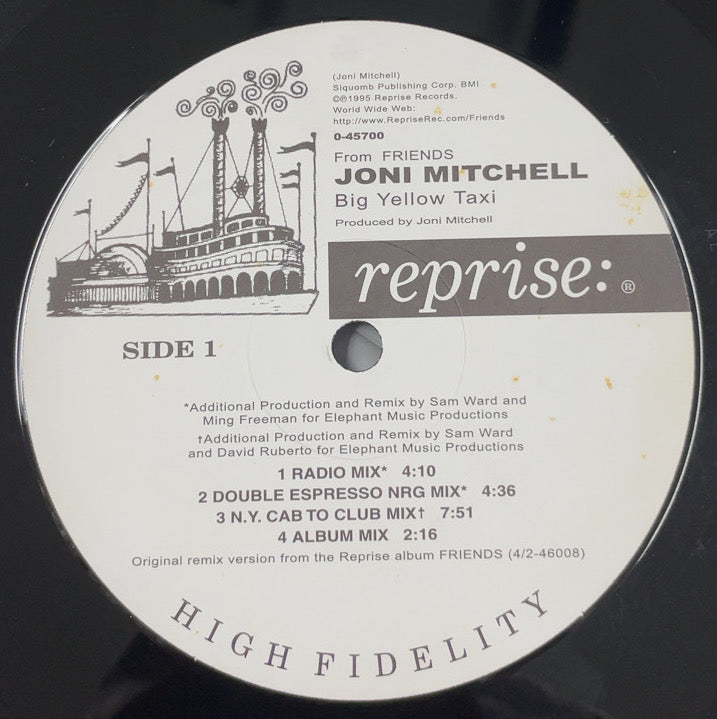 (Joni Mitchell)
Siquomb Publishing Corp. BMI
©℗1995 Reprise Records.
World Wide Web:
http://www.RepriseRec.com/Friends
0-45700
From FRIENDS
JONI MITCHELL
Big Yellow Taxi
Produced by Joni Mitchell
reprise: ®
SIDE 1
*Additional Production and Remix by Sam Ward and
Ming Freeman for Elephant Music Productions
†Additional Production and Remix by Sam Ward
and David Ruberto for Elephant Music Productions
1 RADIO MIX* 4:10
2 DOUBLE ESPRESSO NRG MIX* 4:36
3 N.Y. CAB TO CLUB MIX† 7:51
4 ALBUM MIX 2:16
Original remix version from the Reprise album FRIENDS (4/2-46008)
HIGH FIDELITY